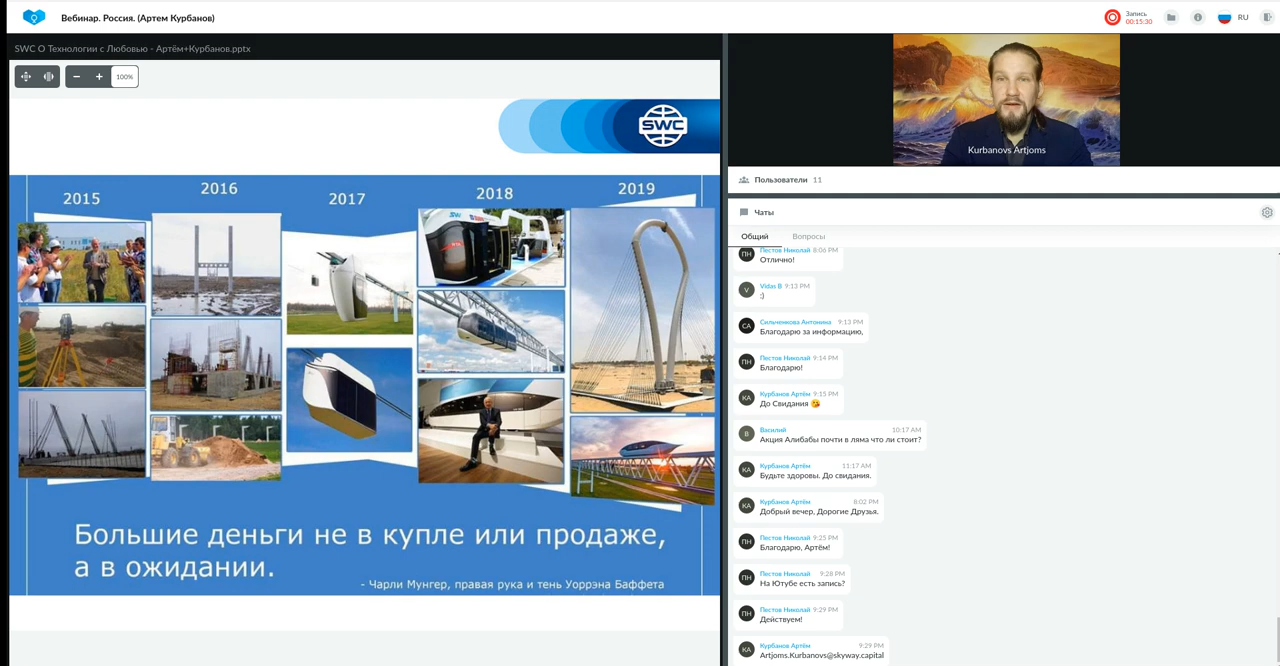 Вебинар. Россия. (Артем Курбанов)
Запись
00:15:30
RU
SWC О Технологии с Любовью - Артём+Курбанов.pptx
100%
SWC
2015
2016
2017
2018
2019
Большие деньги не в купле или продаже,
а в ожидании.
- Чарли Мунгер, правая рука и тень Уоррэна Баффета
Kurbanovs Artjoms
Пользователи 11
Чаты
Общий Вопросы
ПН Пестов Николай 8:06 PM
Отлично!
V Vidas B 9:13 PM
:)
СА Сильченкова Антонина 9:13 PM
Благодарю за информацию,
ПН Пестов Николай 9:14 PM
Благодарю!
КА Курбанов Артём 9:15 PM
До Свидания 😘
В Василий 10:17 AM
Акция Алибабы почти в ляма что ли стоит?
КА Курбанов Артём 11:17 AM
Будьте здоровы. До свидания.
КА Курбанов Артём 8:02 PM
Добрый вечер, Дорогие Друзья.
ПН Пестов Николай 9:25 PM
Благодарю, Артём!
ПН Пестов Николай 9:28 PM
На Ютубе есть запись?
ПН Пестов Николай 9:29 PM
Действуем!
КА Курбанов Артём 9:29 PM
Artjoms.Kurbanovs@skyway.capital